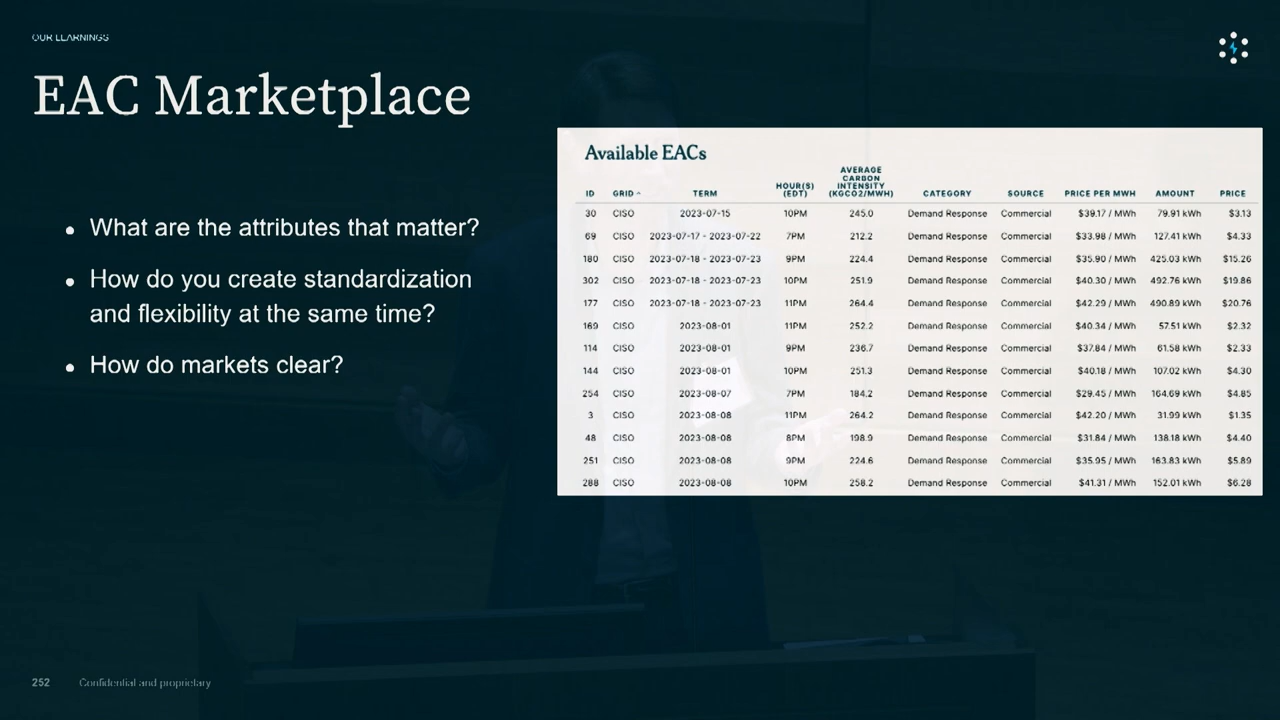 OUR LEARNINGS
EAC Marketplace
• What are the attributes that matter?
• How do you create standardization
and flexibility at the same time?
• How do markets clear?
Available EACs
ID GRID TERM HOUR(S) (EDT) AVERAGE CARBON INTENSITY (KGCO2/MWH) CATEGORY SOURCE PRICE PER MWH AMOUNT PRICE
30 CISO 2023-07-15 10PM 245.0 Demand Response Commercial $39.17 / MWh 79.91 kWh $3.13
69 CISO 2023-07-17 - 2023-07-22 7PM 212.2 Demand Response Commercial $33.98 / MWh 127.41 kWh $4.33
180 CISO 2023-07-18 - 2023-07-23 9PM 224.4 Demand Response Commercial $35.90 / MWh 425.03 kWh $15.26
302 CISO 2023-07-18 - 2023-07-23 10PM 251.9 Demand Response Commercial $40.30 / MWh 492.76 kWh $19.86
177 CISO 2023-07-18 - 2023-07-23 11PM 264.4 Demand Response Commercial $42.29 / MWh 490.89 kWh $20.76
169 CISO 2023-08-01 11PM 252.2 Demand Response Commercial $40.34 / MWh 57.51 kWh $2.32
114 CISO 2023-08-01 9PM 236.7 Demand Response Commercial $37.84 / MWh 61.58 kWh $2.33
144 CISO 2023-08-01 10PM 251.3 Demand Response Commercial $40.18 / MWh 107.02 kWh $4.30
254 CISO 2023-08-07 7PM 184.2 Demand Response Commercial $29.45 / MWh 164.69 kWh $4.85
3 CISO 2023-08-08 11PM 264.2 Demand Response Commercial $42.20 / MWh 31.99 kWh $1.35
48 CISO 2023-08-08 8PM 198.9 Demand Response Commercial $31.84 / MWh 138.18 kWh $4.40
251 CISO 2023-08-08 9PM 224.6 Demand Response Commercial $35.95 / MWh 163.83 kWh $5.89
288 CISO 2023-08-08 10PM 258.2 Demand Response Commercial $41.31 / MWh 152.01 kWh $6.28
252 Confidential and proprietary